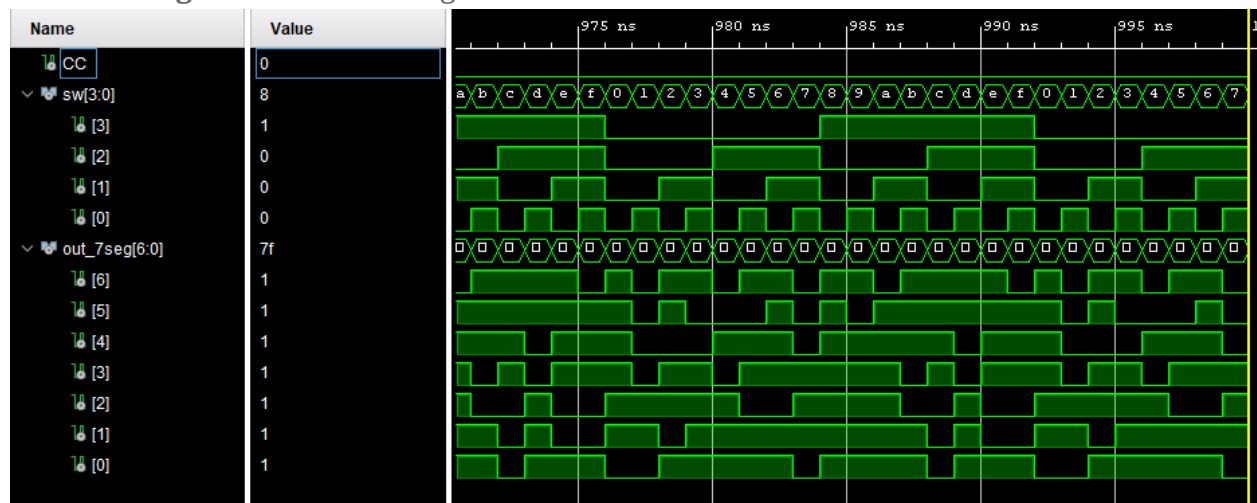 Name Value 975 ns 980 ns 985 ns 990 ns 995 ns
CC 0
sw[3:0] 8 a b c d e f 0 1 2 3 4 5 6 7 8 9 a b c d e f 0 1 2 3 4 5 6 7
[3] 1
[2] 0
[1] 0
[0] 0
out_7seg[6:0] 7f
[6] 1
[5] 1
[4] 1
[3] 1
[2] 1
[1] 1
[0] 1